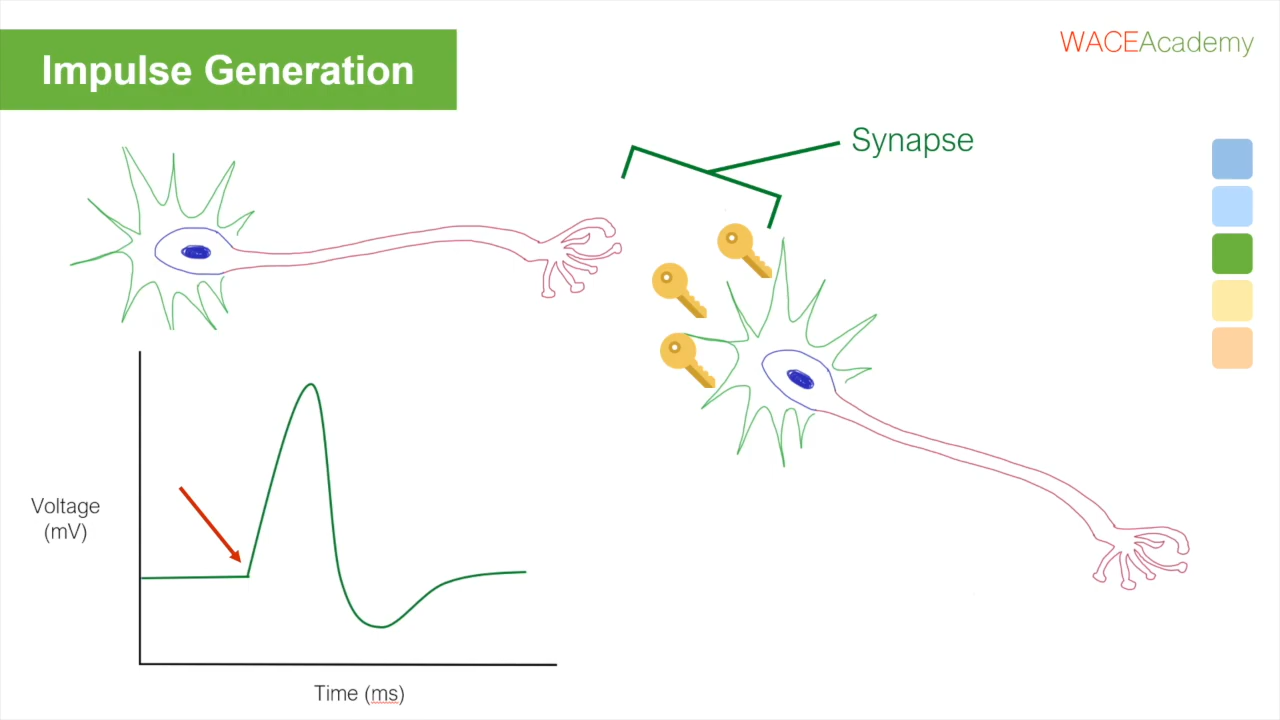 Impulse Generation
WACEAcademy
Synapse
Voltage
(mV)
Time (ms)